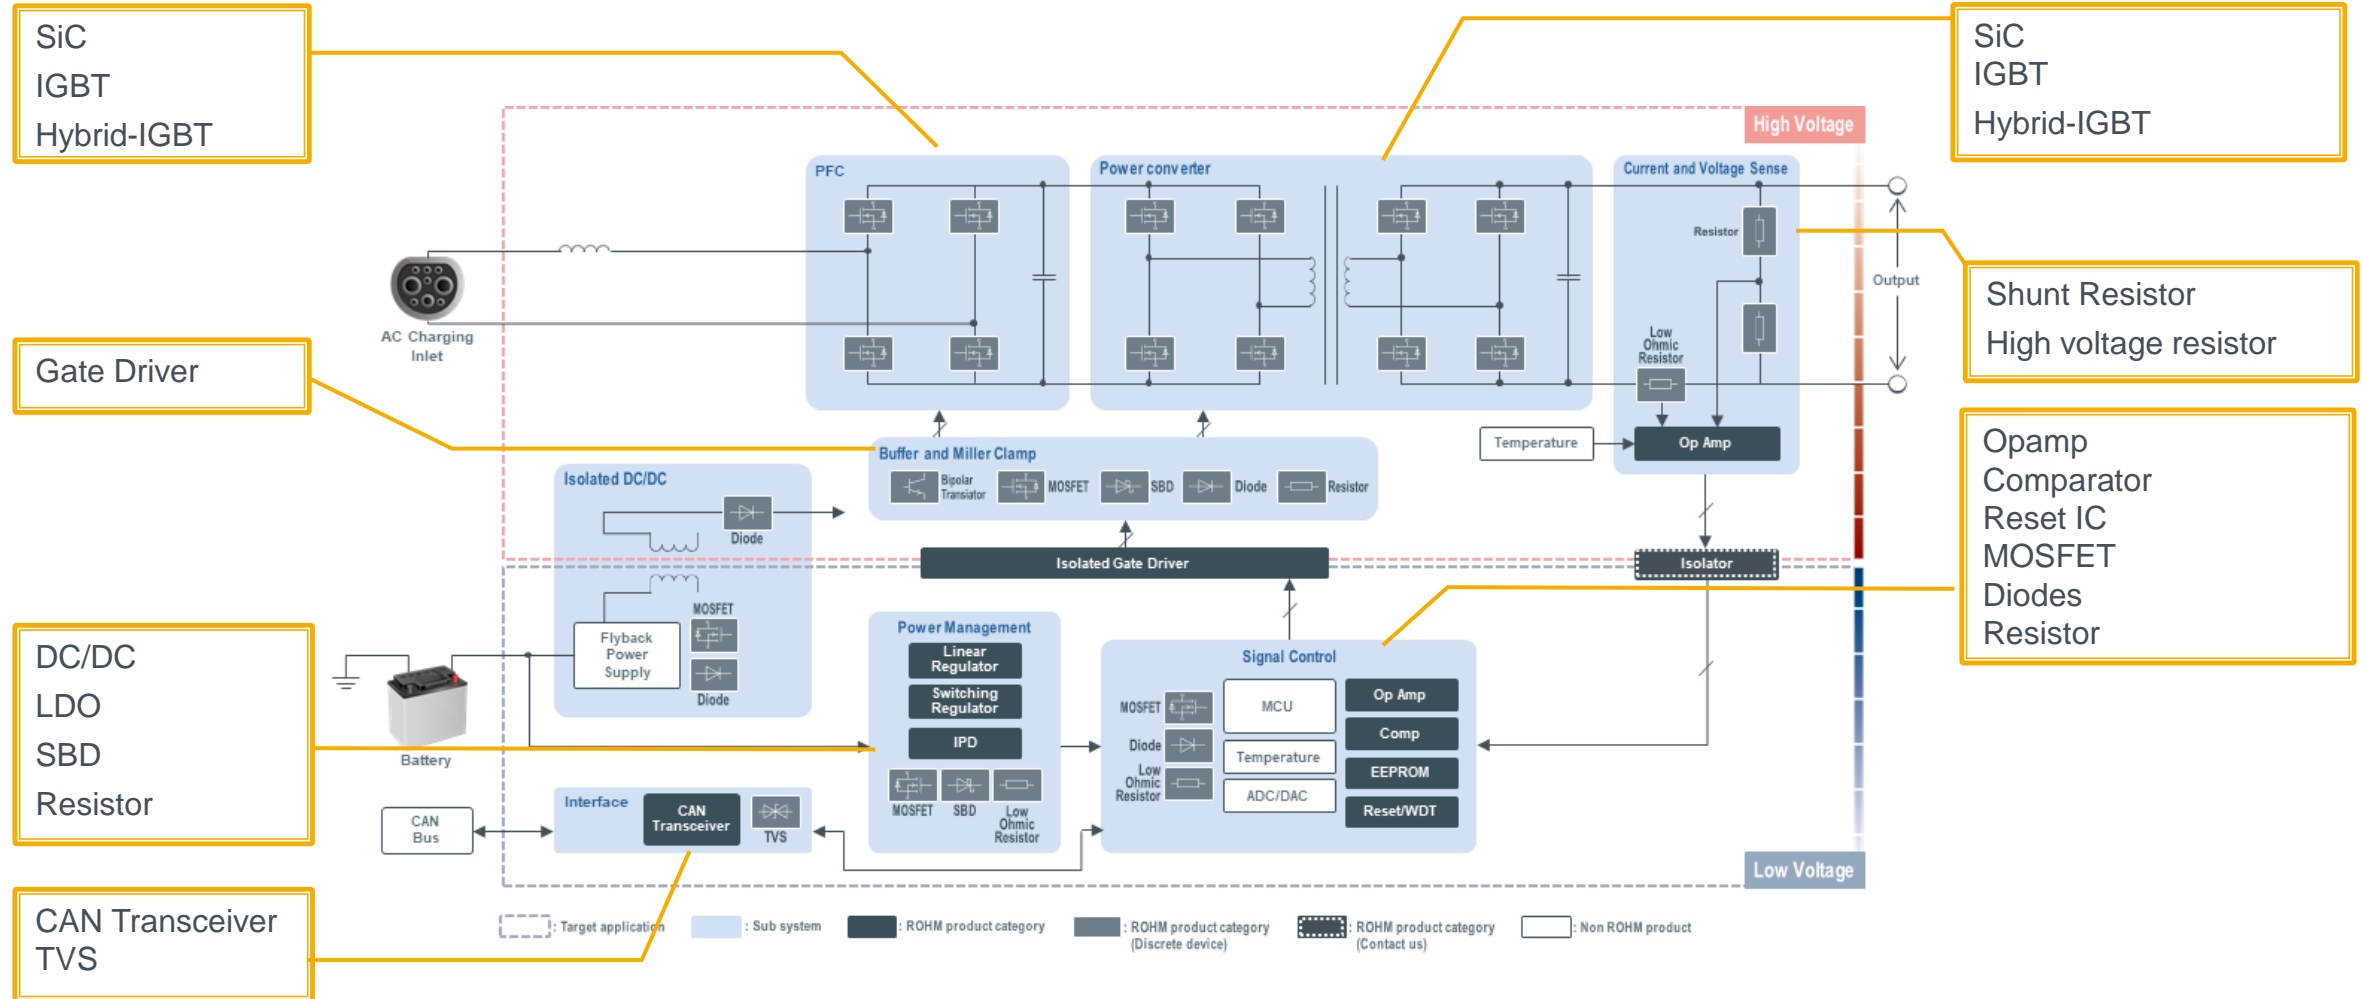 SiC
IGBT
Hybrid-IGBT
SiC
IGBT
Hybrid-IGBT
High Voltage
PFC
Power converter
Current and Voltage Sense
Resistor
Output
AC Charging
Inlet
Low
Ohmic
Resistor
Shunt Resistor
High voltage resistor
Gate Driver
Temperature
Op Amp
Buffer and Miller Clamp
Bipolar
Transiator
MOSFET
SBD
Diode
Resistor
Isolated DC/DC
Diode
Opamp
Comparator
Reset IC
MOSFET
Diodes
Resistor
Isolated Gate Driver
Isolator
MOSFET
Flyback
Power
Supply
Diode
Power Management
Linear
Regulator
Switching
Regulator
IPD
MOSFET
SBD
Low
Ohmic
Resistor
Signal Control
MOSFET
Diode
Low
Ohmic
Resistor
MCU
Temperature
ADC/DAC
Op Amp
Comp
EEPROM
Reset/WDT
DC/DC
LDO
SBD
Resistor
Battery
Interface
CAN
Transceiver
TVS
CAN
Bus
Low Voltage
CAN Transceiver
TVS
: Target application
: Sub system
: ROHM product category
: ROHM product category
(Discrete device)
: ROHM product category
(Contact us)
: Non ROHM product